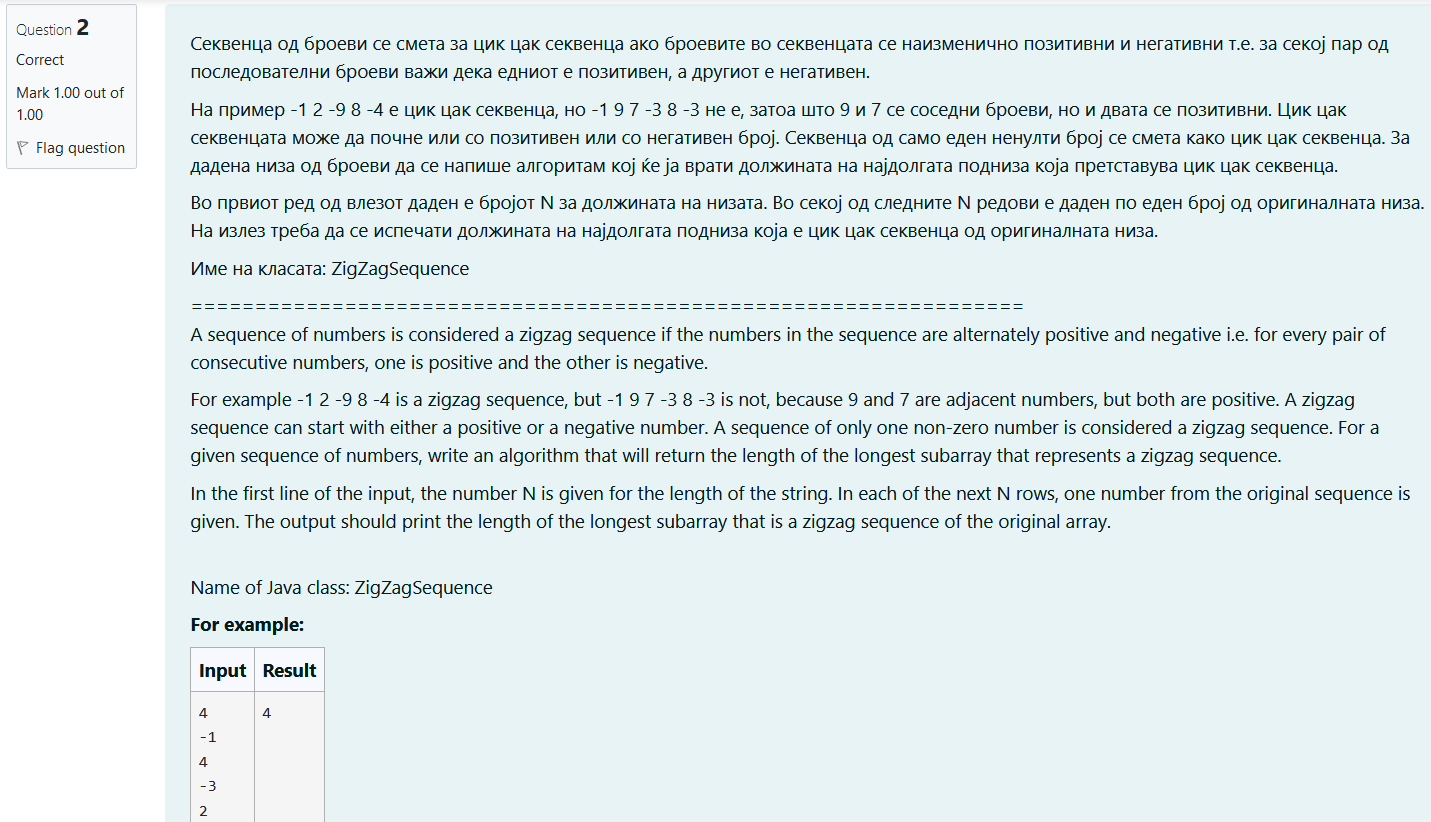 Question 2
Correct
Mark 1.00 out of
1.00
Flag question
Секвенца од броеви се смета за цик цак секвенца ако броевите во секвенцата се наизменично позитивни и негативни т.е. за секој пар од
последователни броеви важи дека едниот е позитивен, а другиот е негативен.
На пример -1 2 -9 8 -4 е цик цак секвенца, но -1 9 7 -3 8 -3 не е, затоа што 9 и 7 се соседни броеви, но и двата се позитивни. Цик цак
секвенцата може да почне или со позитивен или со негативен број. Секвенца од само еден ненулти број се смета како цик цак секвенца. За
дадена низа од броеви да се напише алгоритам кој ќе ја врати должината на најдолгата подниза која претставува цик цак секвенца.
Во првиот ред од влезот даден е бројот N за должината на низата. Во секој од следните N редови е даден по еден број од оригиналната низа.
На излез треба да се испечати должината на најдолгата подниза која е цик цак секвенца од оригиналната низа.
Име на класата: ZigZagSequence
=================================================================
A sequence of numbers is considered a zigzag sequence if the numbers in the sequence are alternately positive and negative i.e. for every pair of
consecutive numbers, one is positive and the other is negative.
For example -1 2 -9 8 -4 is a zigzag sequence, but -1 9 7 -3 8 -3 is not, because 9 and 7 are adjacent numbers, but both are positive. A zigzag
sequence can start with either a positive or a negative number. A sequence of only one non-zero number is considered a zigzag sequence. For a
given sequence of numbers, write an algorithm that will return the length of the longest subarray that represents a zigzag sequence.
In the first line of the input, the number N is given for the length of the string. In each of the next N rows, one number from the original sequence is
given. The output should print the length of the longest subarray that is a zigzag sequence of the original array.
Name of Java class: ZigZagSequence
For example:
Input Result
4 4
-1
4
-3
2